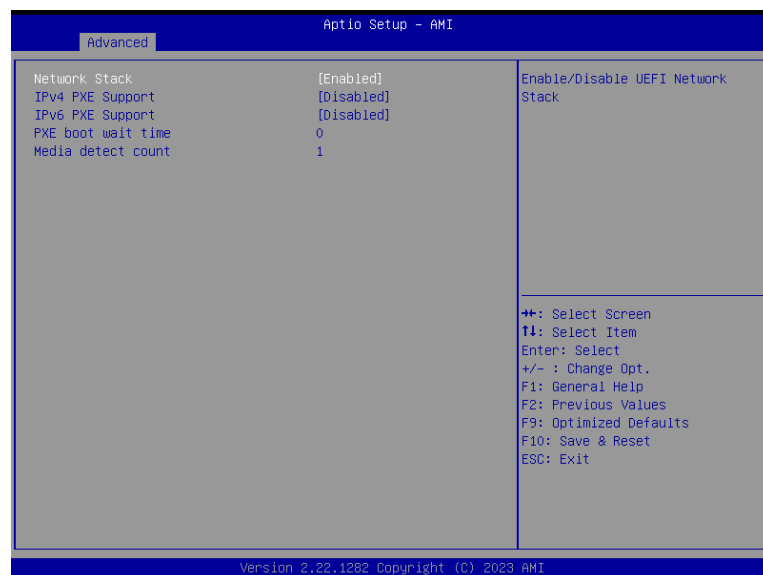 Aptio Setup - AMI
Advanced
Network Stack [Enabled]
IPv4 PXE Support [Disabled]
IPv6 PXE Support [Disabled]
PXE boot wait time 0
Media detect count 1
Enable/Disable UEFI Network
Stack
→←: Select Screen
↑↓: Select Item
Enter: Select
+/- : Change Opt.
F1: General Help
F2: Previous Values
F9: Optimized Defaults
F10: Save & Reset
ESC: Exit
Version 2.22.1282 Copyright (C) 2023 AMI